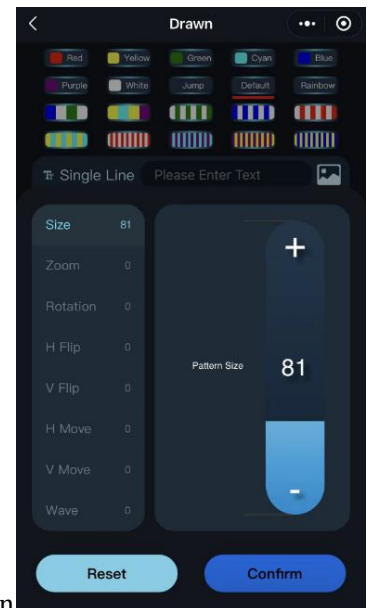 Drawn
Red Yellow Green Cyan Blue
Purple White Jump Default Rainbow
Tr Single Line Please Enter Text
Size 81
+
Zoom 0
Rotation 0
H Flip 0
Pattern Size 81
V Flip 0
H Move 0
V Move 0
-
Wave 0
Reset Confirm
n